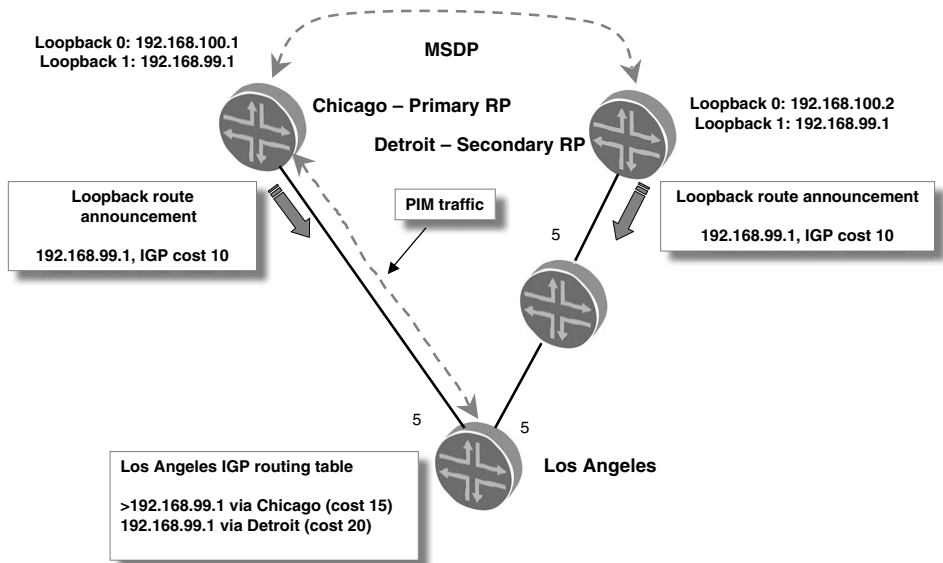 Loopback 0: 192.168.100.1
Loopback 1: 192.168.99.1
MSDP
Chicago – Primary RP
Loopback 0: 192.168.100.2
Loopback 1: 192.168.99.1
Detroit – Secondary RP
Loopback route
announcement
192.168.99.1, IGP cost 10
PIM traffic
Loopback route announcement
192.168.99.1, IGP cost 10
5
5
5
Los Angeles
Los Angeles IGP routing table
>192.168.99.1 via Chicago (cost 15)
192.168.99.1 via Detroit (cost 20)